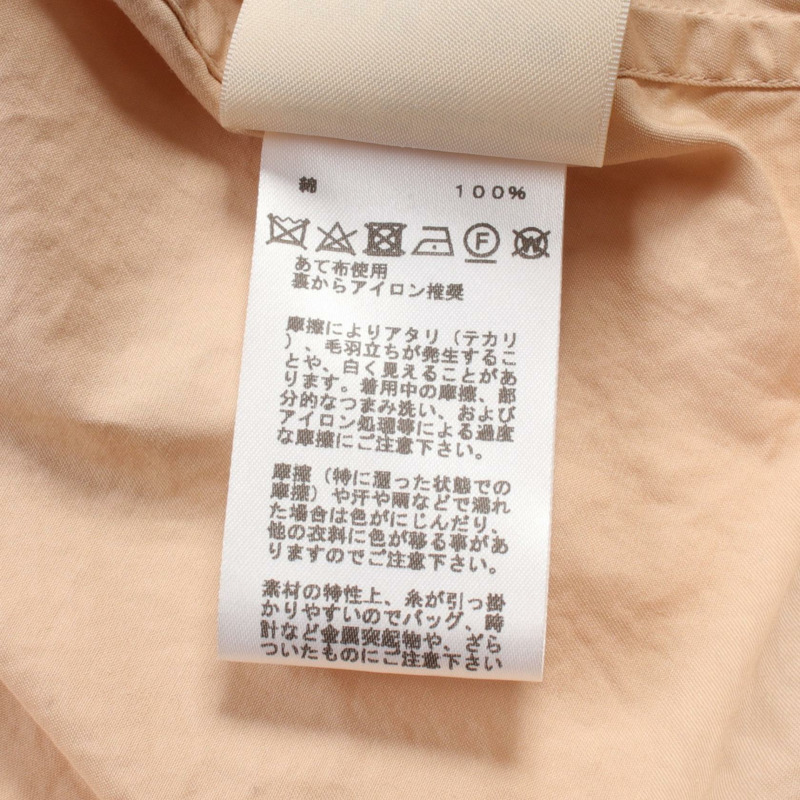 綿 100%
F W
あて布使用
裏からアイロン推奨
摩擦によりアタリ（テカリ
）、毛羽立ちが発生するこ
とや、白く見えることがあ
ります。着用中の摩擦、部
分的なつまみ洗い、および
アイロン処理等による過度
な摩擦にご注意下さい。
摩擦（特に湿った状態での
摩擦）や汗や雨などで濡れ
た場合は色がにじんだり、
他の衣料に色が移る事があ
りますのでご注意下さい。
素材の特性上、糸が引っ掛
かりやすいのでバッグ、時
計など金属突起物や、ざら
ついたものにご注意下さい